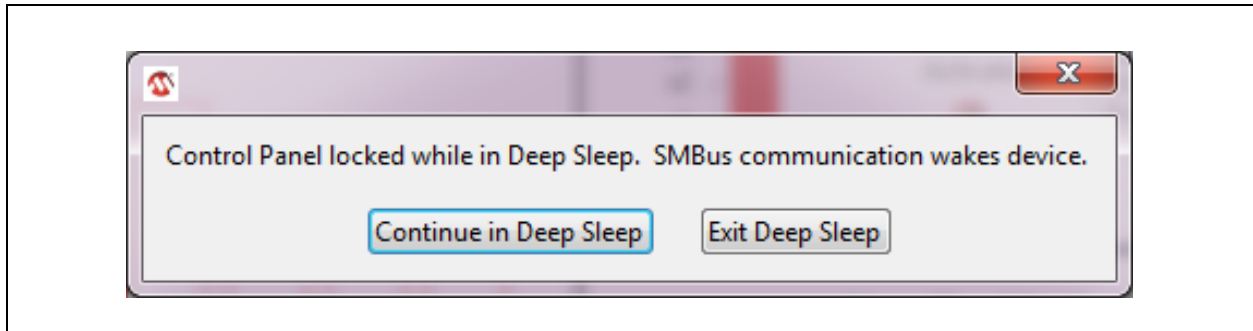 Control Panel locked while in Deep Sleep.  SMBus communication wakes device.
Continue in Deep Sleep
Exit Deep Sleep